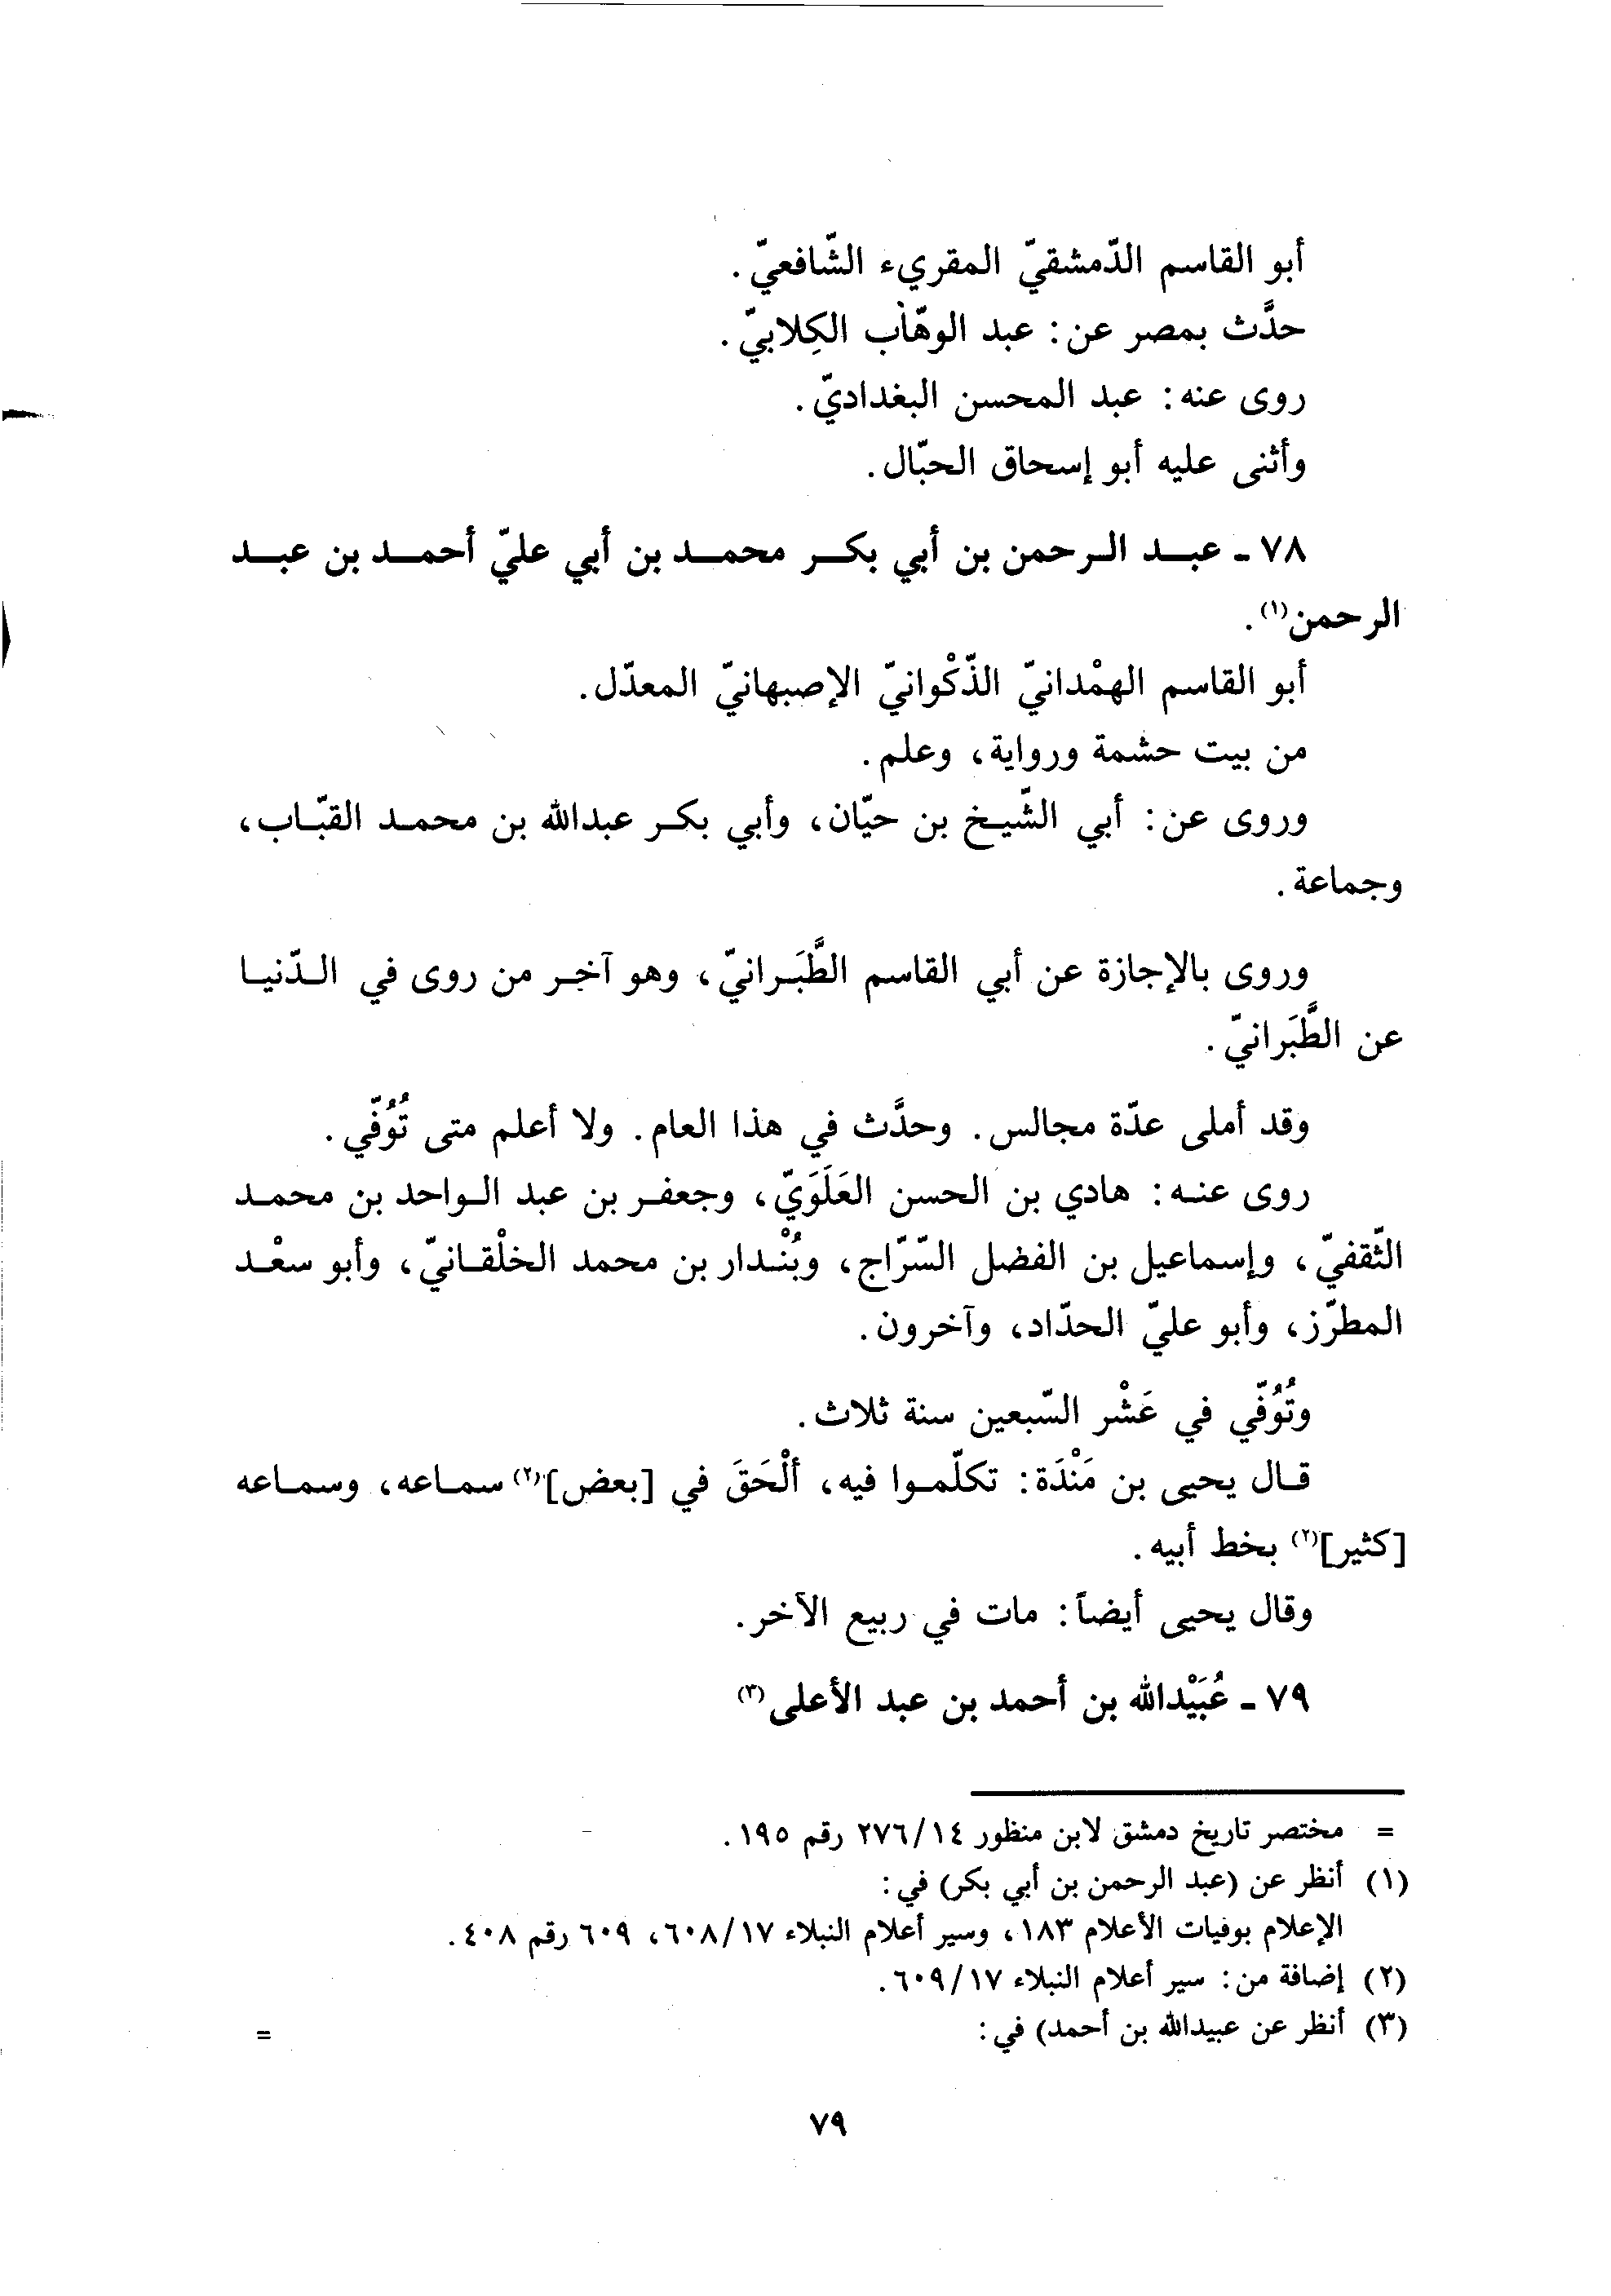 أبو القاسم الدّمشقيّ المقريء الشّافعيّ.
حدَّث بمصر عن: عبد الوهّاب الكِلابيّ.
روى عنه: عبد المحسن البغداديّ.
وأثنى عليه أبو إسحاق الحبّال.
٧٨ ـ عبد الرحمن بن أبي بكر محمد بن أبي عليّ أحمد بن عبد
الرحمن(١).
أبو القاسم الهمْدانيّ الذّكْوانيّ الإصبهانيّ المعدّل.
من بيت حشمة ورواية، وعلم.
وروى عن: أبي الشّيخ بن حيّان، وأبي بكر عبدالله بن محمد القبّاب،
وجماعة.
وروى بالإجازة عن أبي القاسم الطَّبَرانيّ، وهو آخر من روى في الدّنيا
عن الطَّبَرانيّ.
وقد أملى عدّة مجالس. وحدَّث في هذا العام. ولا أعلم متى تُوُفّي.
روى عنه: هادي بن الحسن العَلَوَيّ، وجعفر بن عبد الواحد بن محمد
الثّقفيّ، وإسماعيل بن الفضل السّرّاج، وبُنْدار بن محمد الخلْقانيّ، وأبو سعْد
المطرّز، وأبو عليّ الحدّاد، وآخرون.
وتُوُفّي في عَشْر السّبعين سنة ثلاث.
قال يحيى بن مَنْدَة: تكلّموا فيه، ألْحَقَ في [بعض](٢) سماعه، وسماعه
[كثير](٢) بخط أبيه.
وقال يحيى أيضاً: مات في ربيع الآخر.
٧٩ ـ عُبَيْدالله بن أحمد بن عبد الأعلى(٣)
= مختصر تاريخ دمشق لابن منظور ٢٧٦/١٤ رقم ١٩٥.
(١) أنظر عن (عبد الرحمن بن أبي بكر) في:
الإعلام بوفيات الأعلام ١٨٣، وسير أعلام النبلاء ٦٠٨/١٧، ٦٠٩ رقم ٤٠٨.
(٢) إضافة من: سير أعلام النبلاء ٦٠٩/١٧.
(٣) أنظر عن عبيدالله بن أحمد) في: =
٧٩